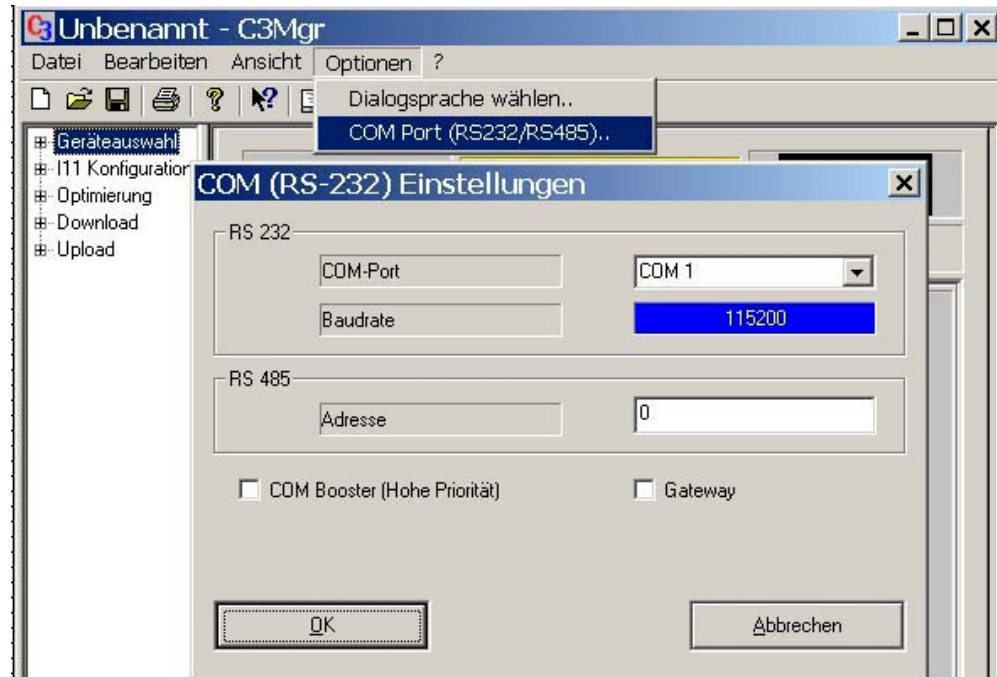 C3 Unbenannt - C3Mgr
Datei Bearbeiten Ansicht Optionen ?
Dialogsprache wählen..
COM Port (RS232/RS485)..
Geräteauswahl
I11 Konfiguration
Optimierung
Download
Upload
COM (RS-232) Einstellungen
RS 232
COM-Port COM 1
Baudrate 115200
RS 485
Adresse 0
COM Booster (Hohe Priorität) Gateway
OK Abbrechen